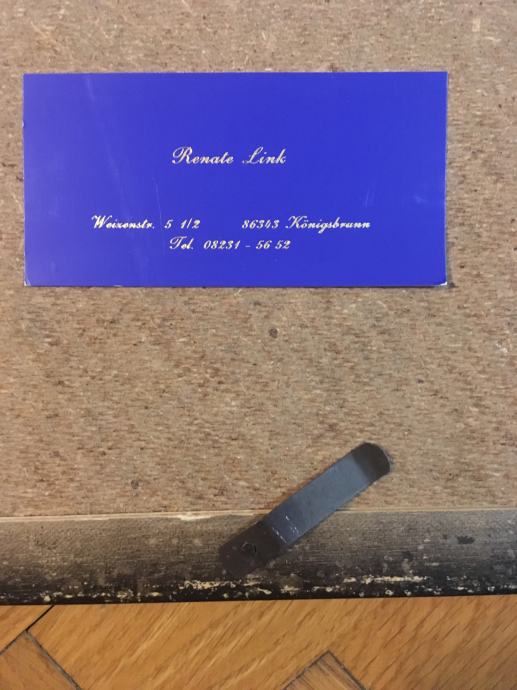 Renate Link
Weizenstr. 5 1/2 86343 Königsbrunn
Tel. 08231 - 56 52